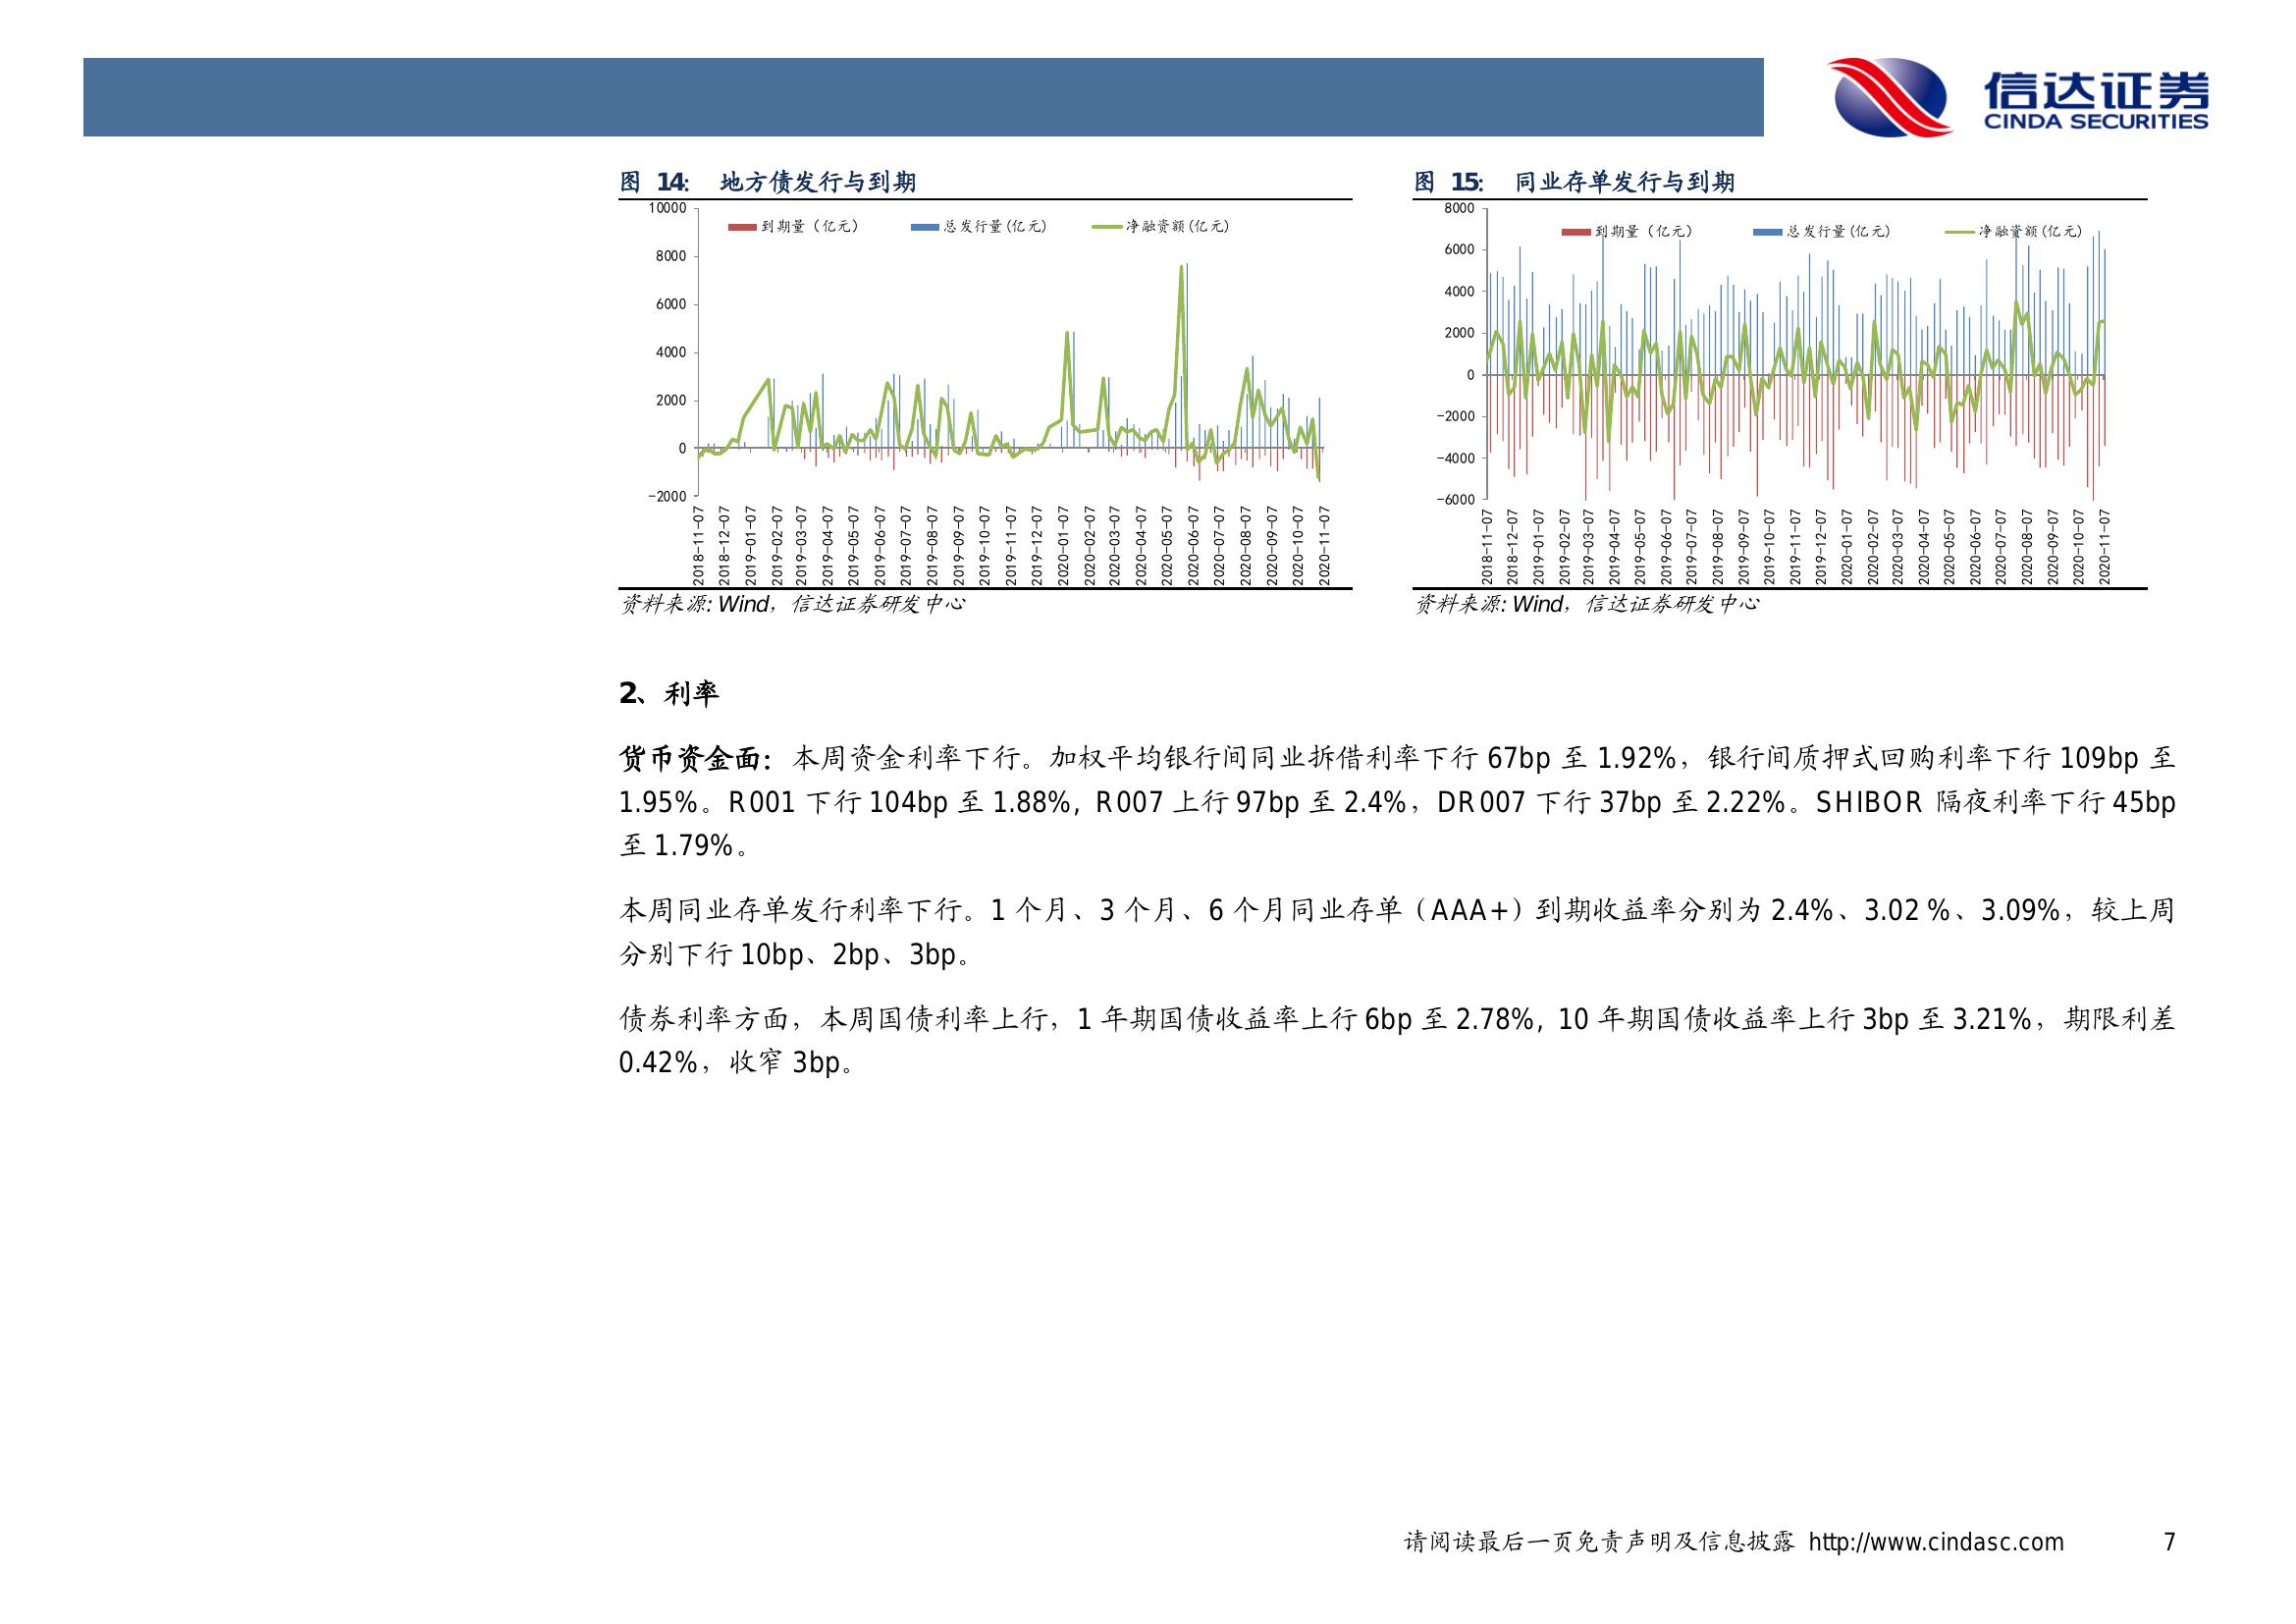 信达证券
CINDA SECURITIES
图 14: 地方债发行与到期
10000
8000
6000
4000
2000
0
-2000
到期量（亿元） 总发行量(亿元) 净融资额(亿元)
2018-11-07 2018-12-07 2019-01-07 2019-02-07 2019-03-07 2019-04-07 2019-05-07 2019-06-07 2019-07-07 2019-08-07 2019-09-07 2019-10-07 2019-11-07 2019-12-07 2020-01-07 2020-02-07 2020-03-07 2020-04-07 2020-05-07 2020-06-07 2020-07-07 2020-08-07 2020-09-07 2020-10-07 2020-11-07
资料来源: Wind，信达证券研发中心
图 15: 同业存单发行与到期
8000
6000
4000
2000
0
-2000
-4000
-6000
到期量（亿元） 总发行量(亿元) 净融资额(亿元)
2018-11-07 2018-12-07 2019-01-07 2019-02-07 2019-03-07 2019-04-07 2019-05-07 2019-06-07 2019-07-07 2019-08-07 2019-09-07 2019-10-07 2019-11-07 2019-12-07 2020-01-07 2020-02-07 2020-03-07 2020-04-07 2020-05-07 2020-06-07 2020-07-07 2020-08-07 2020-09-07 2020-10-07 2020-11-07
资料来源: Wind，信达证券研发中心
2、利率
货币资金面：本周资金利率下行。加权平均银行间同业拆借利率下行 67bp 至 1.92%，银行间质押式回购利率下行 109bp 至
1.95%。R001 下行 104bp 至 1.88%, R007 上行 97bp 至 2.4%，DR007 下行 37bp 至 2.22%。SHIBOR 隔夜利率下行 45bp
至 1.79%。
本周同业存单发行利率下行。1 个月、3 个月、6 个月同业存单（AAA+）到期收益率分别为 2.4%、3.02 %、3.09%，较上周
分别下行 10bp、2bp、3bp。
债券利率方面，本周国债利率上行，1 年期国债收益率上行 6bp 至 2.78%, 10 年期国债收益率上行 3bp 至 3.21%，期限利差
0.42%，收窄 3bp。
请阅读最后一页免责声明及信息披露 http://www.cindasc.com 7